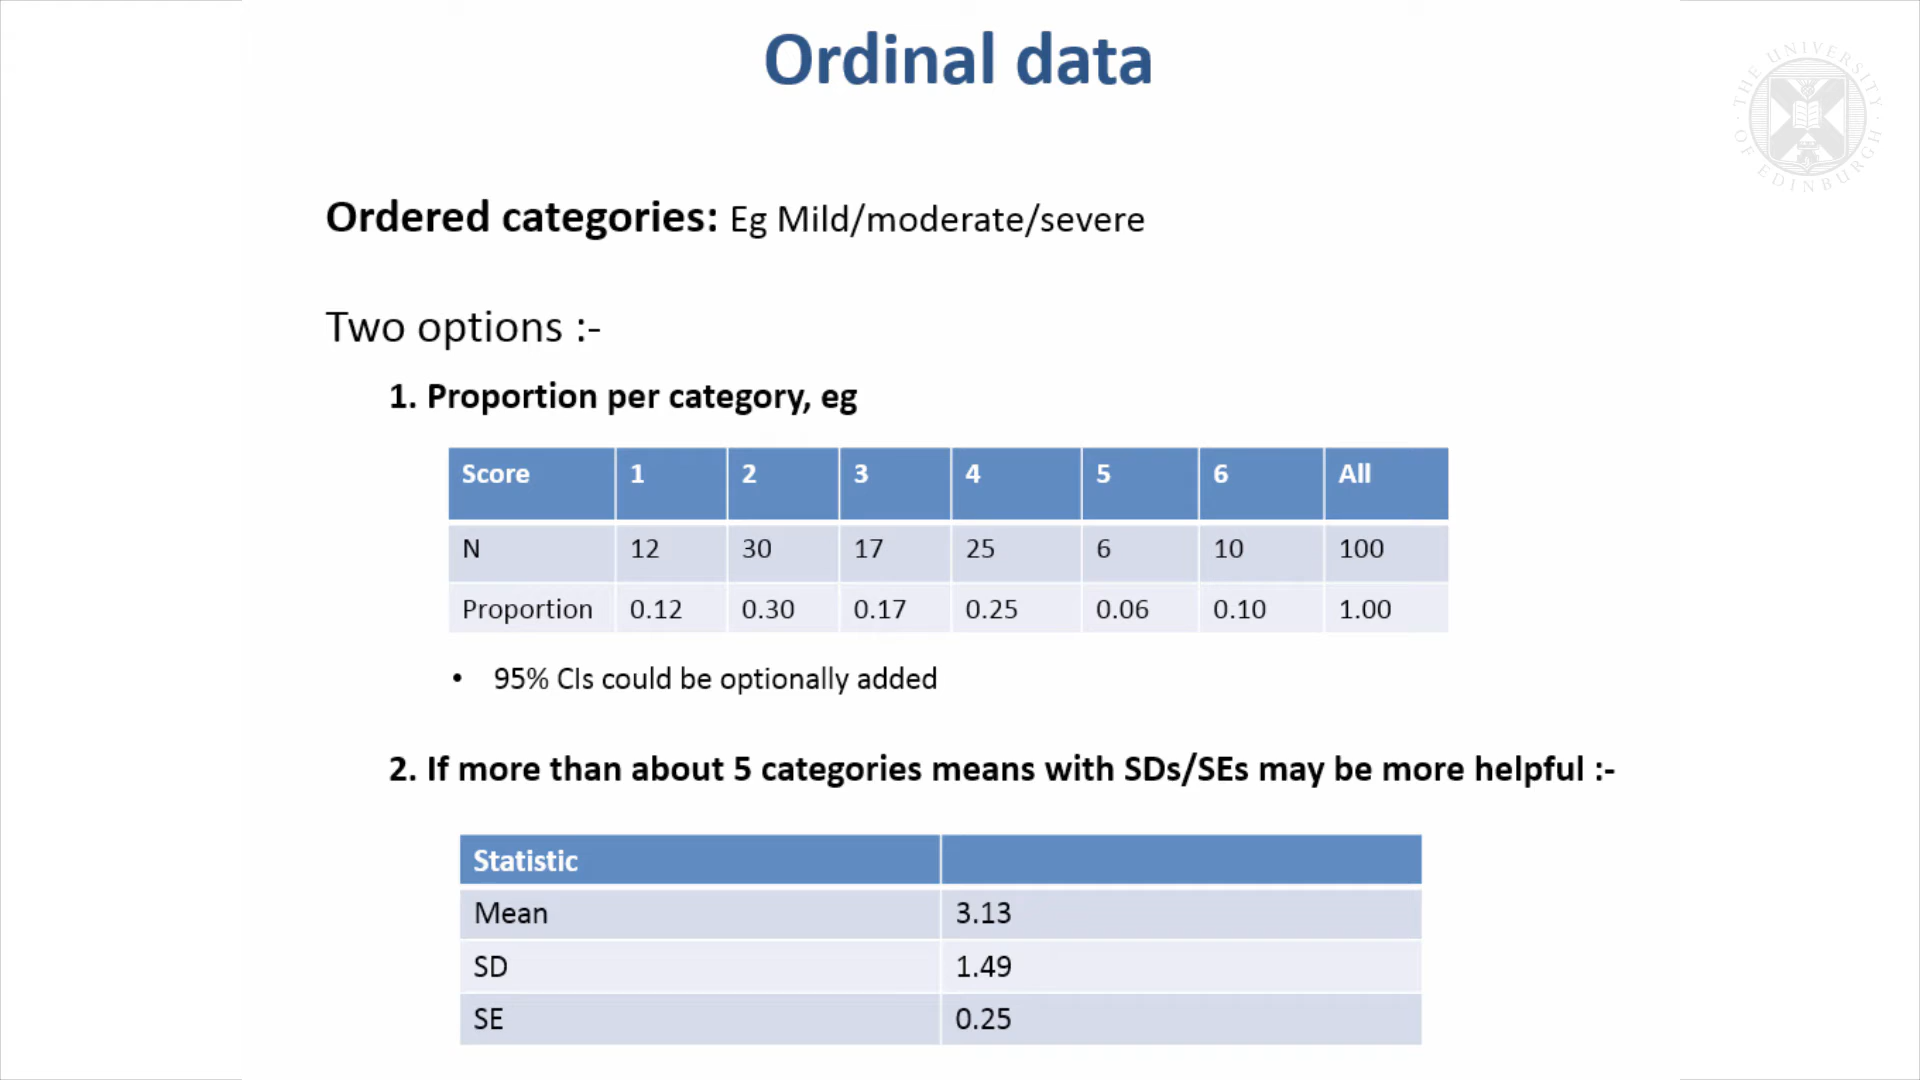 Ordinal data
THE UNIVERSITY OF EDINBURGH
Ordered categories: Eg Mild/moderate/severe
Two options :-
1. Proportion per category, eg
Score 1 2 3 4 5 6 All
N 12 30 17 25 6 10 100
Proportion 0.12 0.30 0.17 0.25 0.06 0.10 1.00
• 95% CIs could be optionally added
2. If more than about 5 categories means with SDs/SEs may be more helpful :-
Statistic
Mean 3.13
SD 1.49
SE 0.25